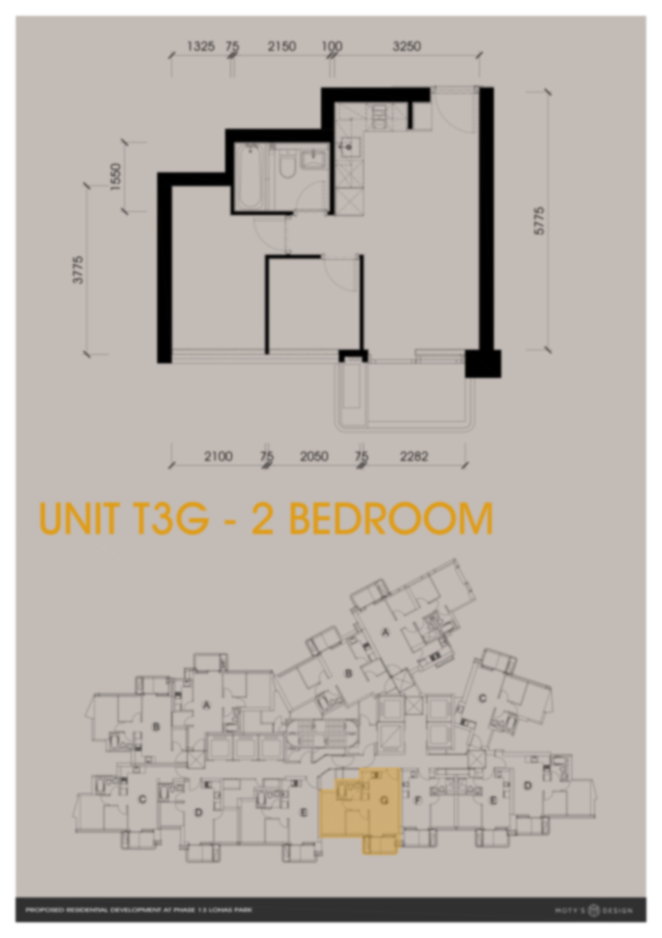 1325 75 2150 100 3250
1550
3775
5775
2100 75 2050 75 2282
UNIT T3G - 2 BEDROOM
A
B
C
A
B
C
D
E
G
F
E
D
PROPOSED RESIDENTIAL DEVELOPMENT AT PHASE 13 LOHAS PARK
MOTY'S M DESIGN